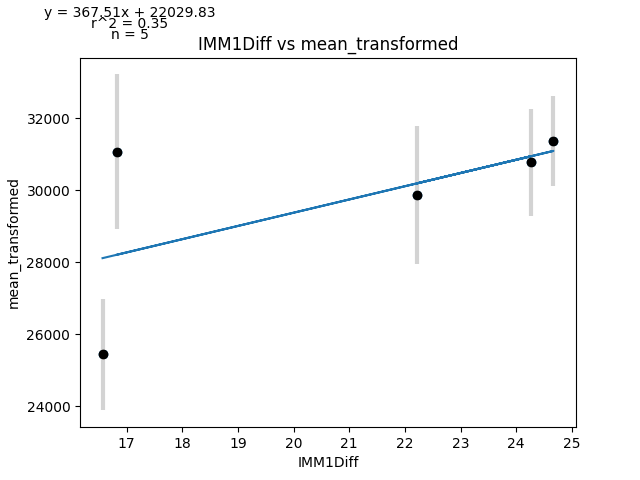 y = 367.51x + 22029.83
r^2 = 0.35
n = 5
IMM1Diff vs mean_transformed
mean_transformed
32000
30000
28000
26000
24000
17 18 19 20 21 22 23 24 25
IMM1Diff